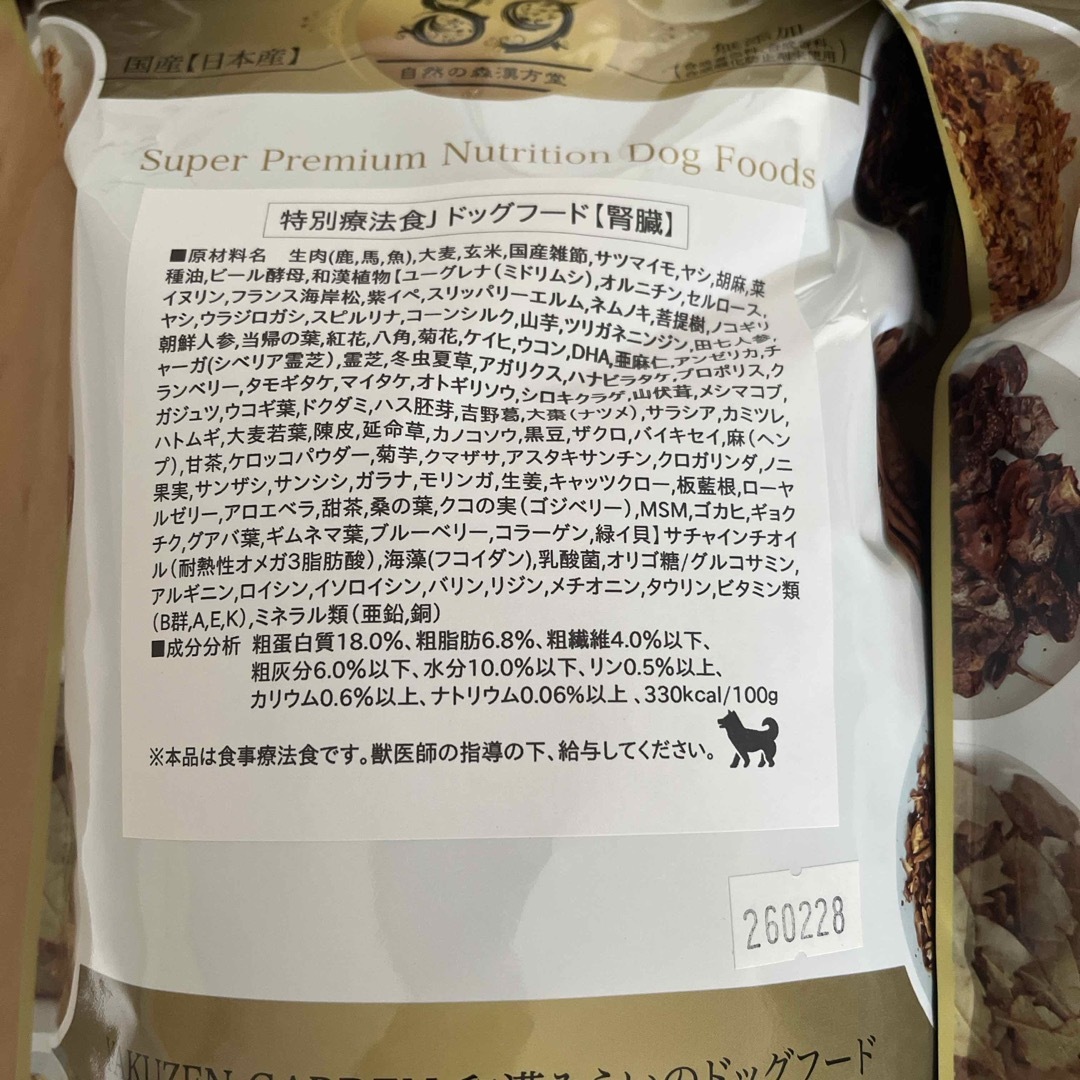 89
国産【日本産】
自然の森漢方堂
無添加
Super Premium Nutrition Dog Foods
特別療法食J ドッグフード【腎臓】
■原材料名 生肉(鹿,馬,魚),大麦,玄米,国産雑節,サツマイモ,ヤシ,胡麻,菜
種油,ビール酵母,和漢植物【ユーグレナ(ミドリムシ),オルニチン,セルロース,
イヌリン,フランス海岸松,紫イペ,スリッパリーエルム,ネムノキ,菩提樹,ノコギリ
ヤシ,ウラジロガシ,スピルリナ,コーンシルク,山芋,ツリガネニンジン,田七人参,
朝鮮人参,当帰の葉,紅花,八角,菊花,ケイヒ,ウコン,DHA,亜麻仁,アンゼリカ,チ
ャーガ(シベリア霊芝),霊芝,冬虫夏草,アガリクス,ハナビラタケ,プロポリス,ク
ランベリー,タモギタケ,マイタケ,オトギリソウ,シロキクラゲ,山伏茸,メシマコブ,
ガジュツ,ウコギ葉,ドクダミ,ハス胚芽,吉野葛,大棗(ナツメ),サラシア,カミツレ,
ハトムギ,大麦若葉,陳皮,延命草,カノコソウ,黒豆,ザクロ,バイキセイ,麻(ヘン
プ),甘茶,ケロッコパウダー,菊芋,クマザサ,アスタキサンチン,クロガリンダ,ノニ
果実,サンザシ,サンシシ,ガラナ,モリンガ,生姜,キャッツクロー,板藍根,ローヤ
ルゼリー,アロエベラ,甜茶,桑の葉,クコの実(ゴジベリー),MSM,ゴカヒ,ギョク
チク,グアバ葉,ギムネマ葉,ブルーベリー,コラーゲン,緑イ貝】サチャインチオイ
ル(耐熱性オメガ3脂肪酸),海藻(フコイダン),乳酸菌,オリゴ糖/グルコサミン,
アルギニン,ロイシン,イソロイシン,バリン,リジン,メチオニン,タウリン,ビタミン類
(B群,A,E,K),ミネラル類(亜鉛,銅)
■成分分析 粗蛋白質18.0%、粗脂肪6.8%、粗繊維4.0%以下、
粗灰分6.0%以下、水分10.0%以下、リン0.5%以上、
カリウム0.6%以上、ナトリウム0.06%以上 、330kcal/100g
※本品は食事療法食です。獣医師の指導の下、給与してください。
260228
のドッグフード